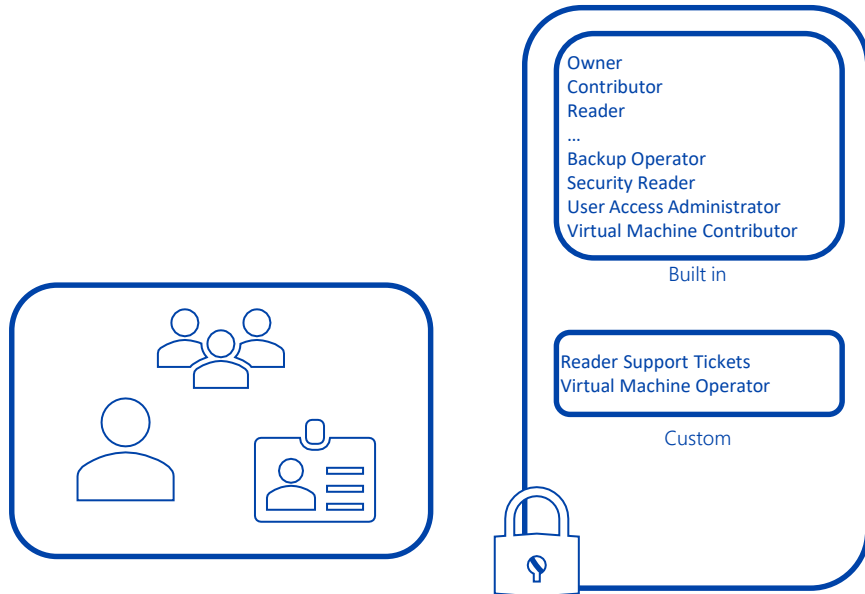 Owner
Contributor
Reader
...
Backup Operator
Security Reader
User Access Administrator
Virtual Machine Contributor
Built in
Reader Support Tickets
Virtual Machine Operator
Custom